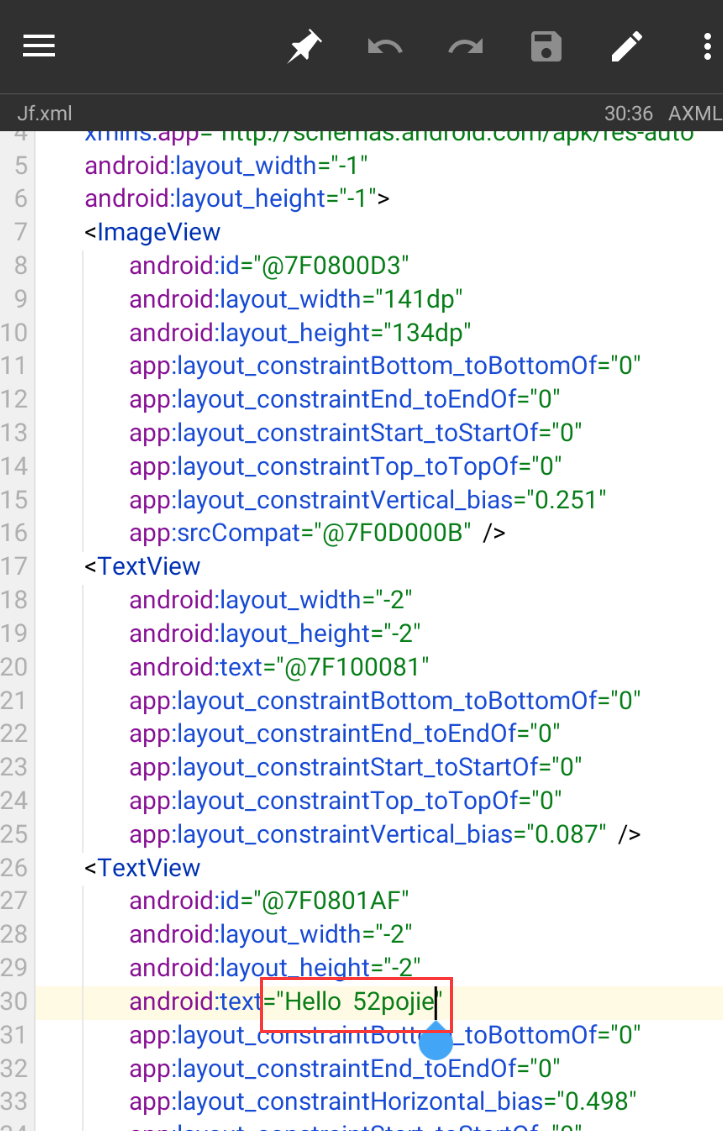 Jf.xml 30:36 AXML
4 xmlns:app="http://schemas.android.com/apk/res-auto"
5 android:layout_width="-1"
6 android:layout_height="-1">
7 <ImageView
8 android:id="@7F0800D3"
9 android:layout_width="141dp"
10 android:layout_height="134dp"
11 app:layout_constraintBottom_toBottomOf="0"
12 app:layout_constraintEnd_toEndOf="0"
13 app:layout_constraintStart_toStartOf="0"
14 app:layout_constraintTop_toTopOf="0"
15 app:layout_constraintVertical_bias="0.251"
16 app:srcCompat="@7F0D000B" />
17 <TextView
18 android:layout_width="-2"
19 android:layout_height="-2"
20 android:text="@7F100081"
21 app:layout_constraintBottom_toBottomOf="0"
22 app:layout_constraintEnd_toEndOf="0"
23 app:layout_constraintStart_toStartOf="0"
24 app:layout_constraintTop_toTopOf="0"
25 app:layout_constraintVertical_bias="0.087" />
26 <TextView
27 android:id="@7F0801AF"
28 android:layout_width="-2"
29 android:layout_height="-2"
30 android:text="Hello 52pojie"
31 app:layout_constraintBottom_toBottomOf="0"
32 app:layout_constraintEnd_toEndOf="0"
33 app:layout_constraintHorizontal_bias="0.498"
34 app:layout_constraintStart_toStartOf="0"